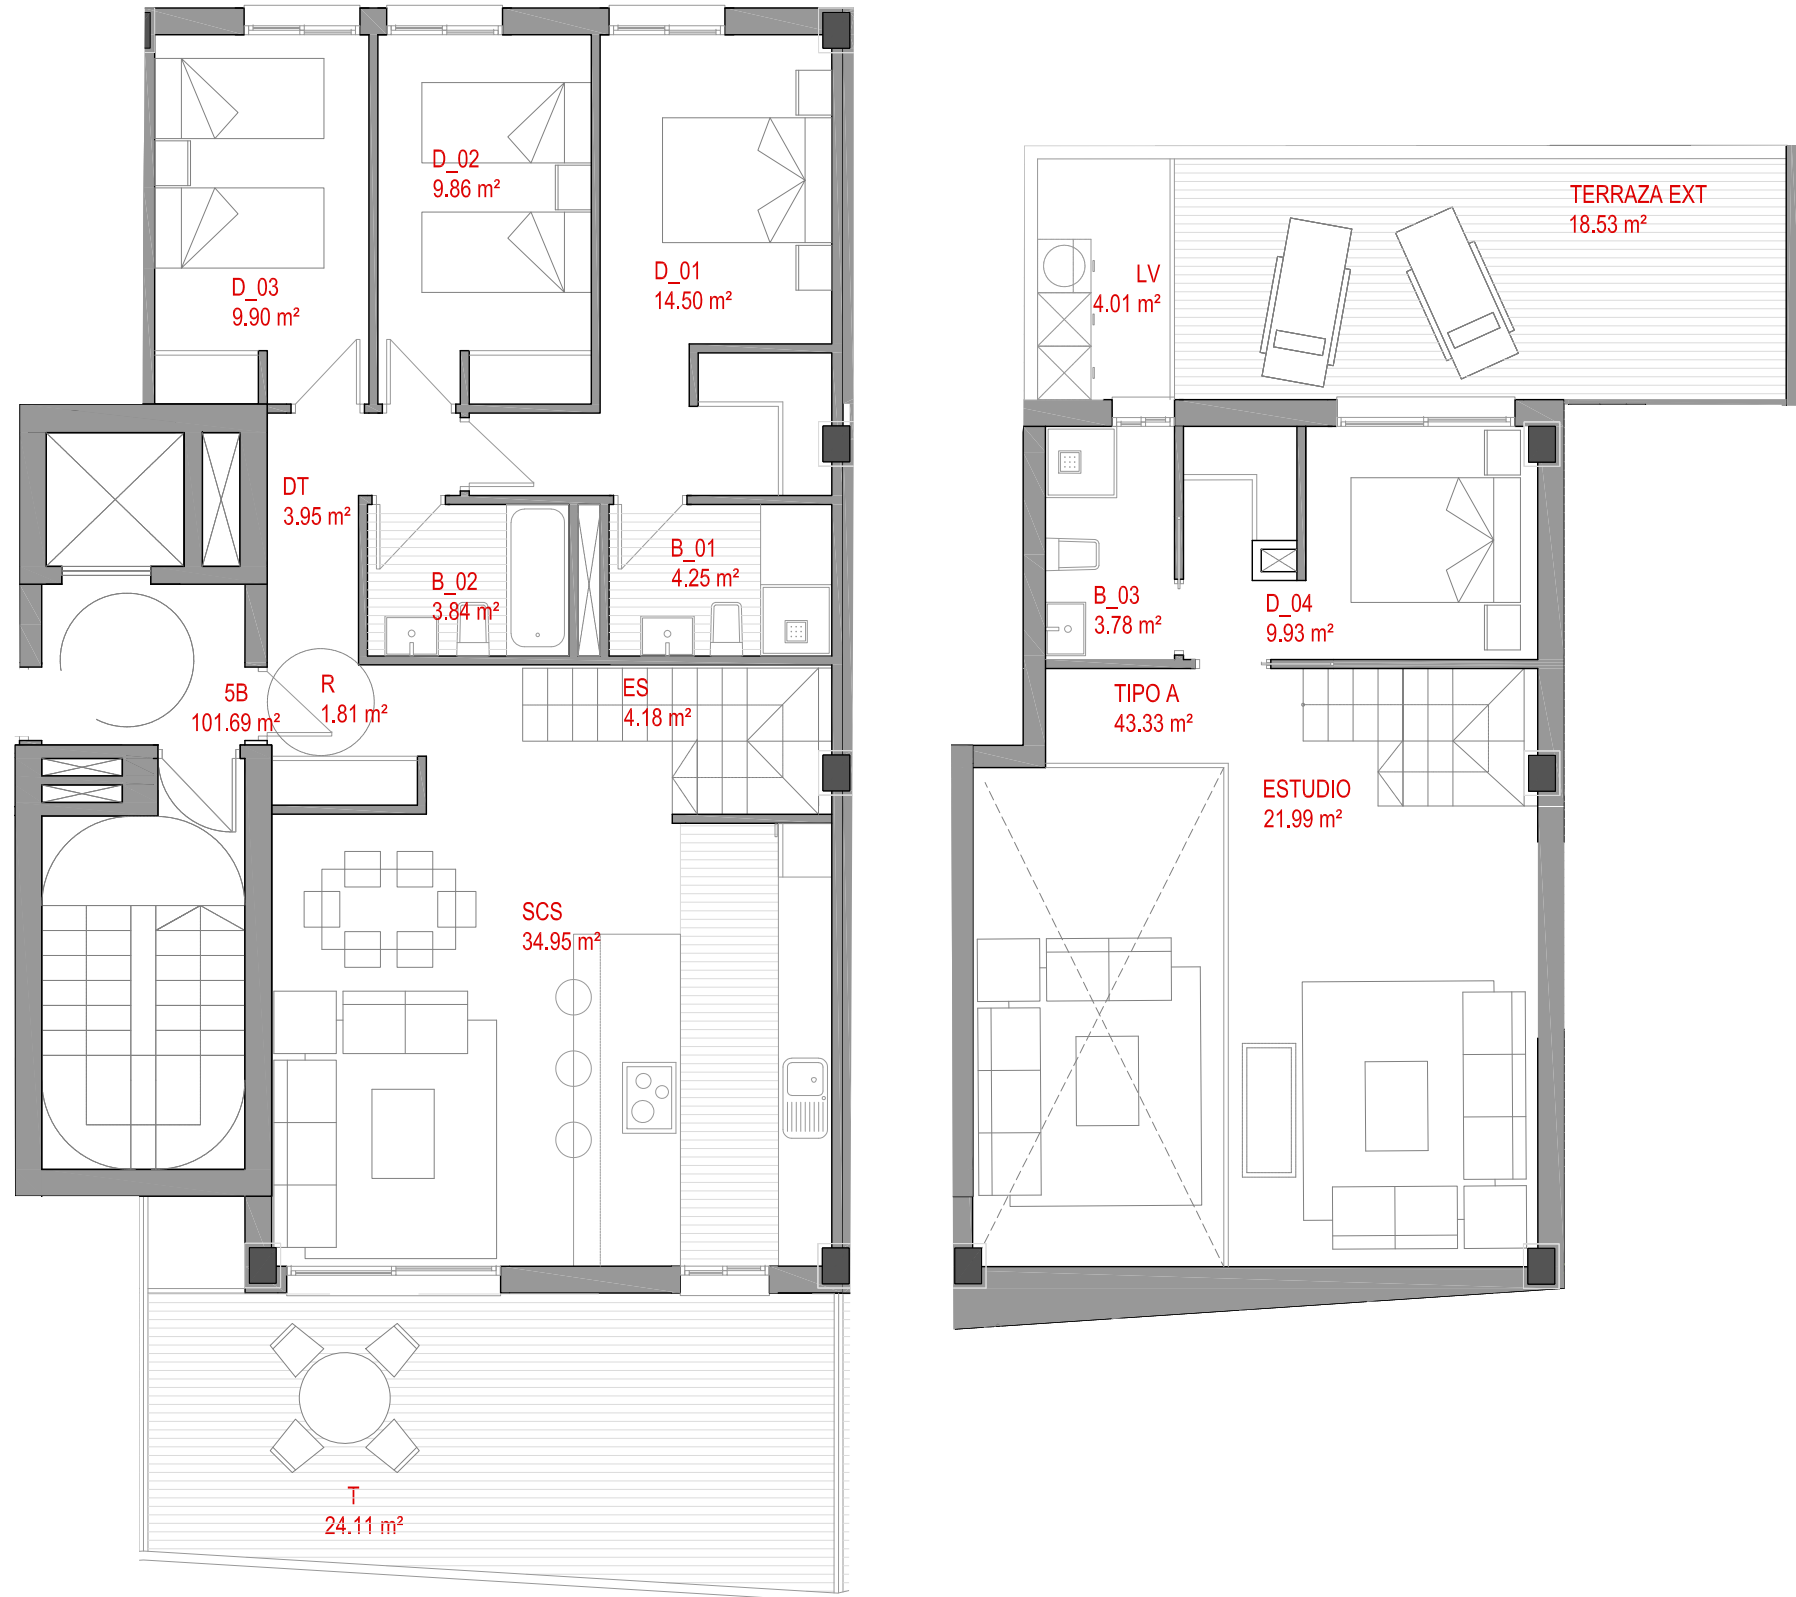 D_02
9.86 m²
D_01
14.50 m²
D_03
9.90 m²
DT
3.95 m²
B_01
4.25 m²
B_02
3.84 m²
R
1.81 m²
5B
101.69 m²
ES
4.18 m²
SCS
34.95 m²
T
24.11 m²
TERRAZA EXT
18.53 m²
LV
4.01 m²
B_03
3.78 m²
D_04
9.93 m²
TIPO A
43.33 m²
ESTUDIO
21.99 m²